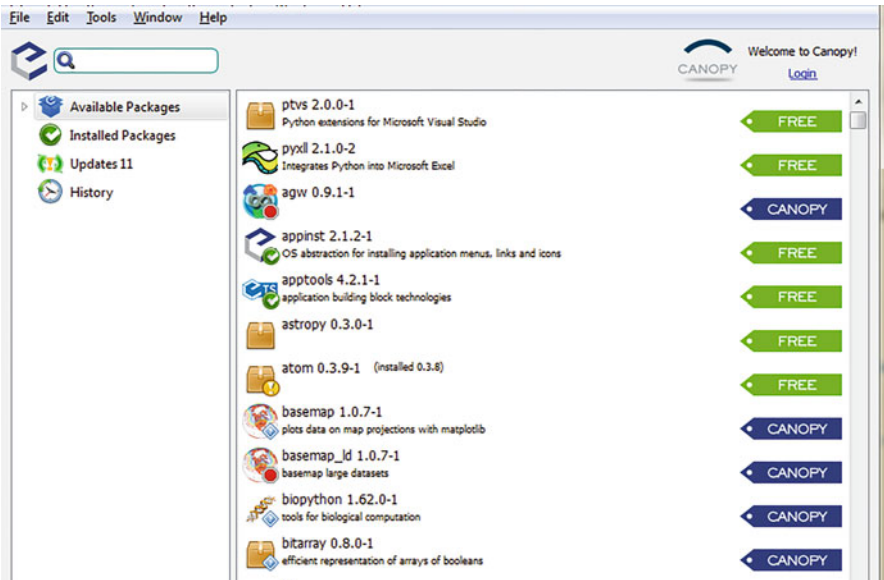 File Edit Tools Window Help
CANOPY
Welcome to Canopy!
Login
Available Packages
Installed Packages
Updates 11
History
ptvs 2.0.0-1
Python extensions for Microsoft Visual Studio
FREE
pyxll 2.1.0-2
Integrates Python into Microsoft Excel
FREE
agw 0.9.1-1
CANOPY
appinst 2.1.2-1
OS abstraction for installing application menus, links and icons
FREE
apptools 4.2.1-1
application building block technologies
FREE
astropy 0.3.0-1
FREE
atom 0.3.9-1 (installed 0.3.8)
FREE
basemap 1.0.7-1
plots data on map projections with matplotlib
CANOPY
basemap_ld 1.0.7-1
basemap large datasets
CANOPY
biopython 1.62.0-1
tools for biological computation
CANOPY
bitarray 0.8.0-1
efficient representation of arrays of booleans
CANOPY